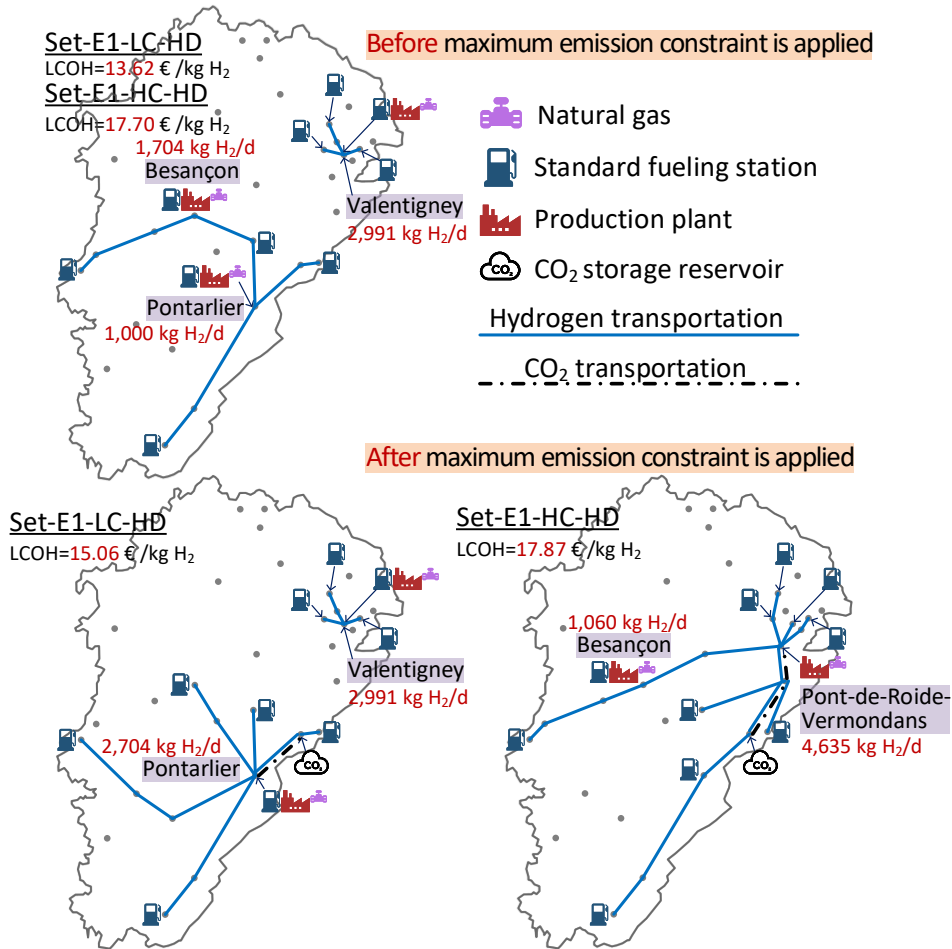 Set-E1-LC-HD
LCOH=13.62 €/kg H₂
Set-E1-HC-HD
LCOH=17.70 €/kg H₂
1,704 kg H₂/d
Besançon
Valentigney
2,991 kg H₂/d
Pontarlier
1,000 kg H₂/d
Before maximum emission constraint is applied
Natural gas
Standard fueling station
Production plant
CO₂
CO₂ storage reservoir
Hydrogen transportation
CO₂ transportation
After maximum emission constraint is applied
Set-E1-LC-HD
LCOH=15.06 €/kg H₂
Valentigney
2,991 kg H₂/d
2,704 kg H₂/d
Pontarlier
CO₂
Set-E1-HC-HD
LCOH=17.87 €/kg H₂
1,060 kg H₂/d
Besançon
Pont-de-Roide-
Vermondans
4,635 kg H₂/d
CO₂